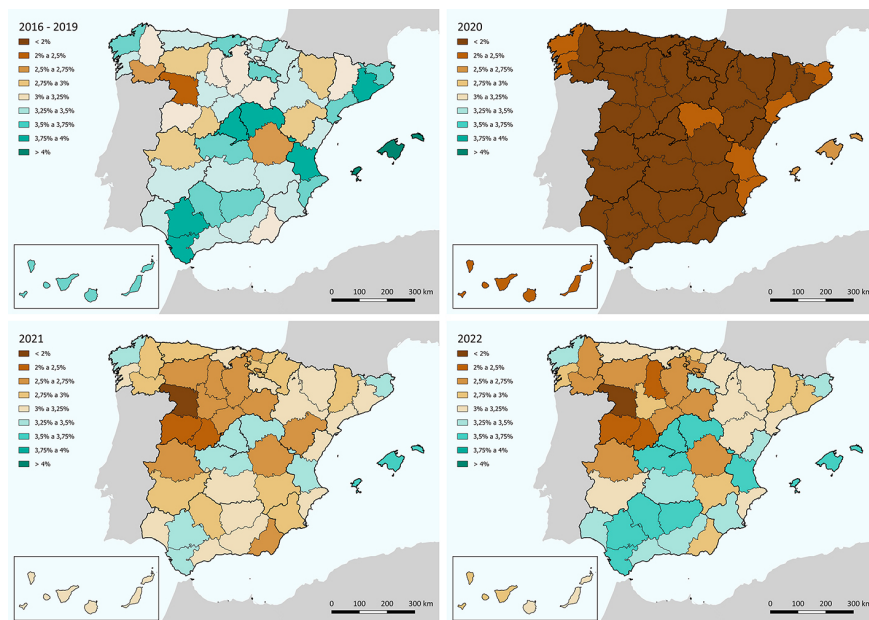 2016 - 2019
< 2%
2% a 2,5%
2,5% a 2,75%
2,75% a 3%
3% a 3,25%
3,25% a 3,5%
3,5% a 3,75%
3,75% a 4%
> 4%
0 100 200 300 km
2020
< 2%
2% a 2,5%
2,5% a 2,75%
2,75% a 3%
3% a 3,25%
3,25% a 3,5%
3,5% a 3,75%
3,75% a 4%
> 4%
0 100 200 300 km
2021
< 2%
2% a 2,5%
2,5% a 2,75%
2,75% a 3%
3% a 3,25%
3,25% a 3,5%
3,5% a 3,75%
3,75% a 4%
> 4%
0 100 200 300 km
2022
< 2%
2% a 2,5%
2,5% a 2,75%
2,75% a 3%
3% a 3,25%
3,25% a 3,5%
3,5% a 3,75%
3,75% a 4%
> 4%
0 100 200 300 km